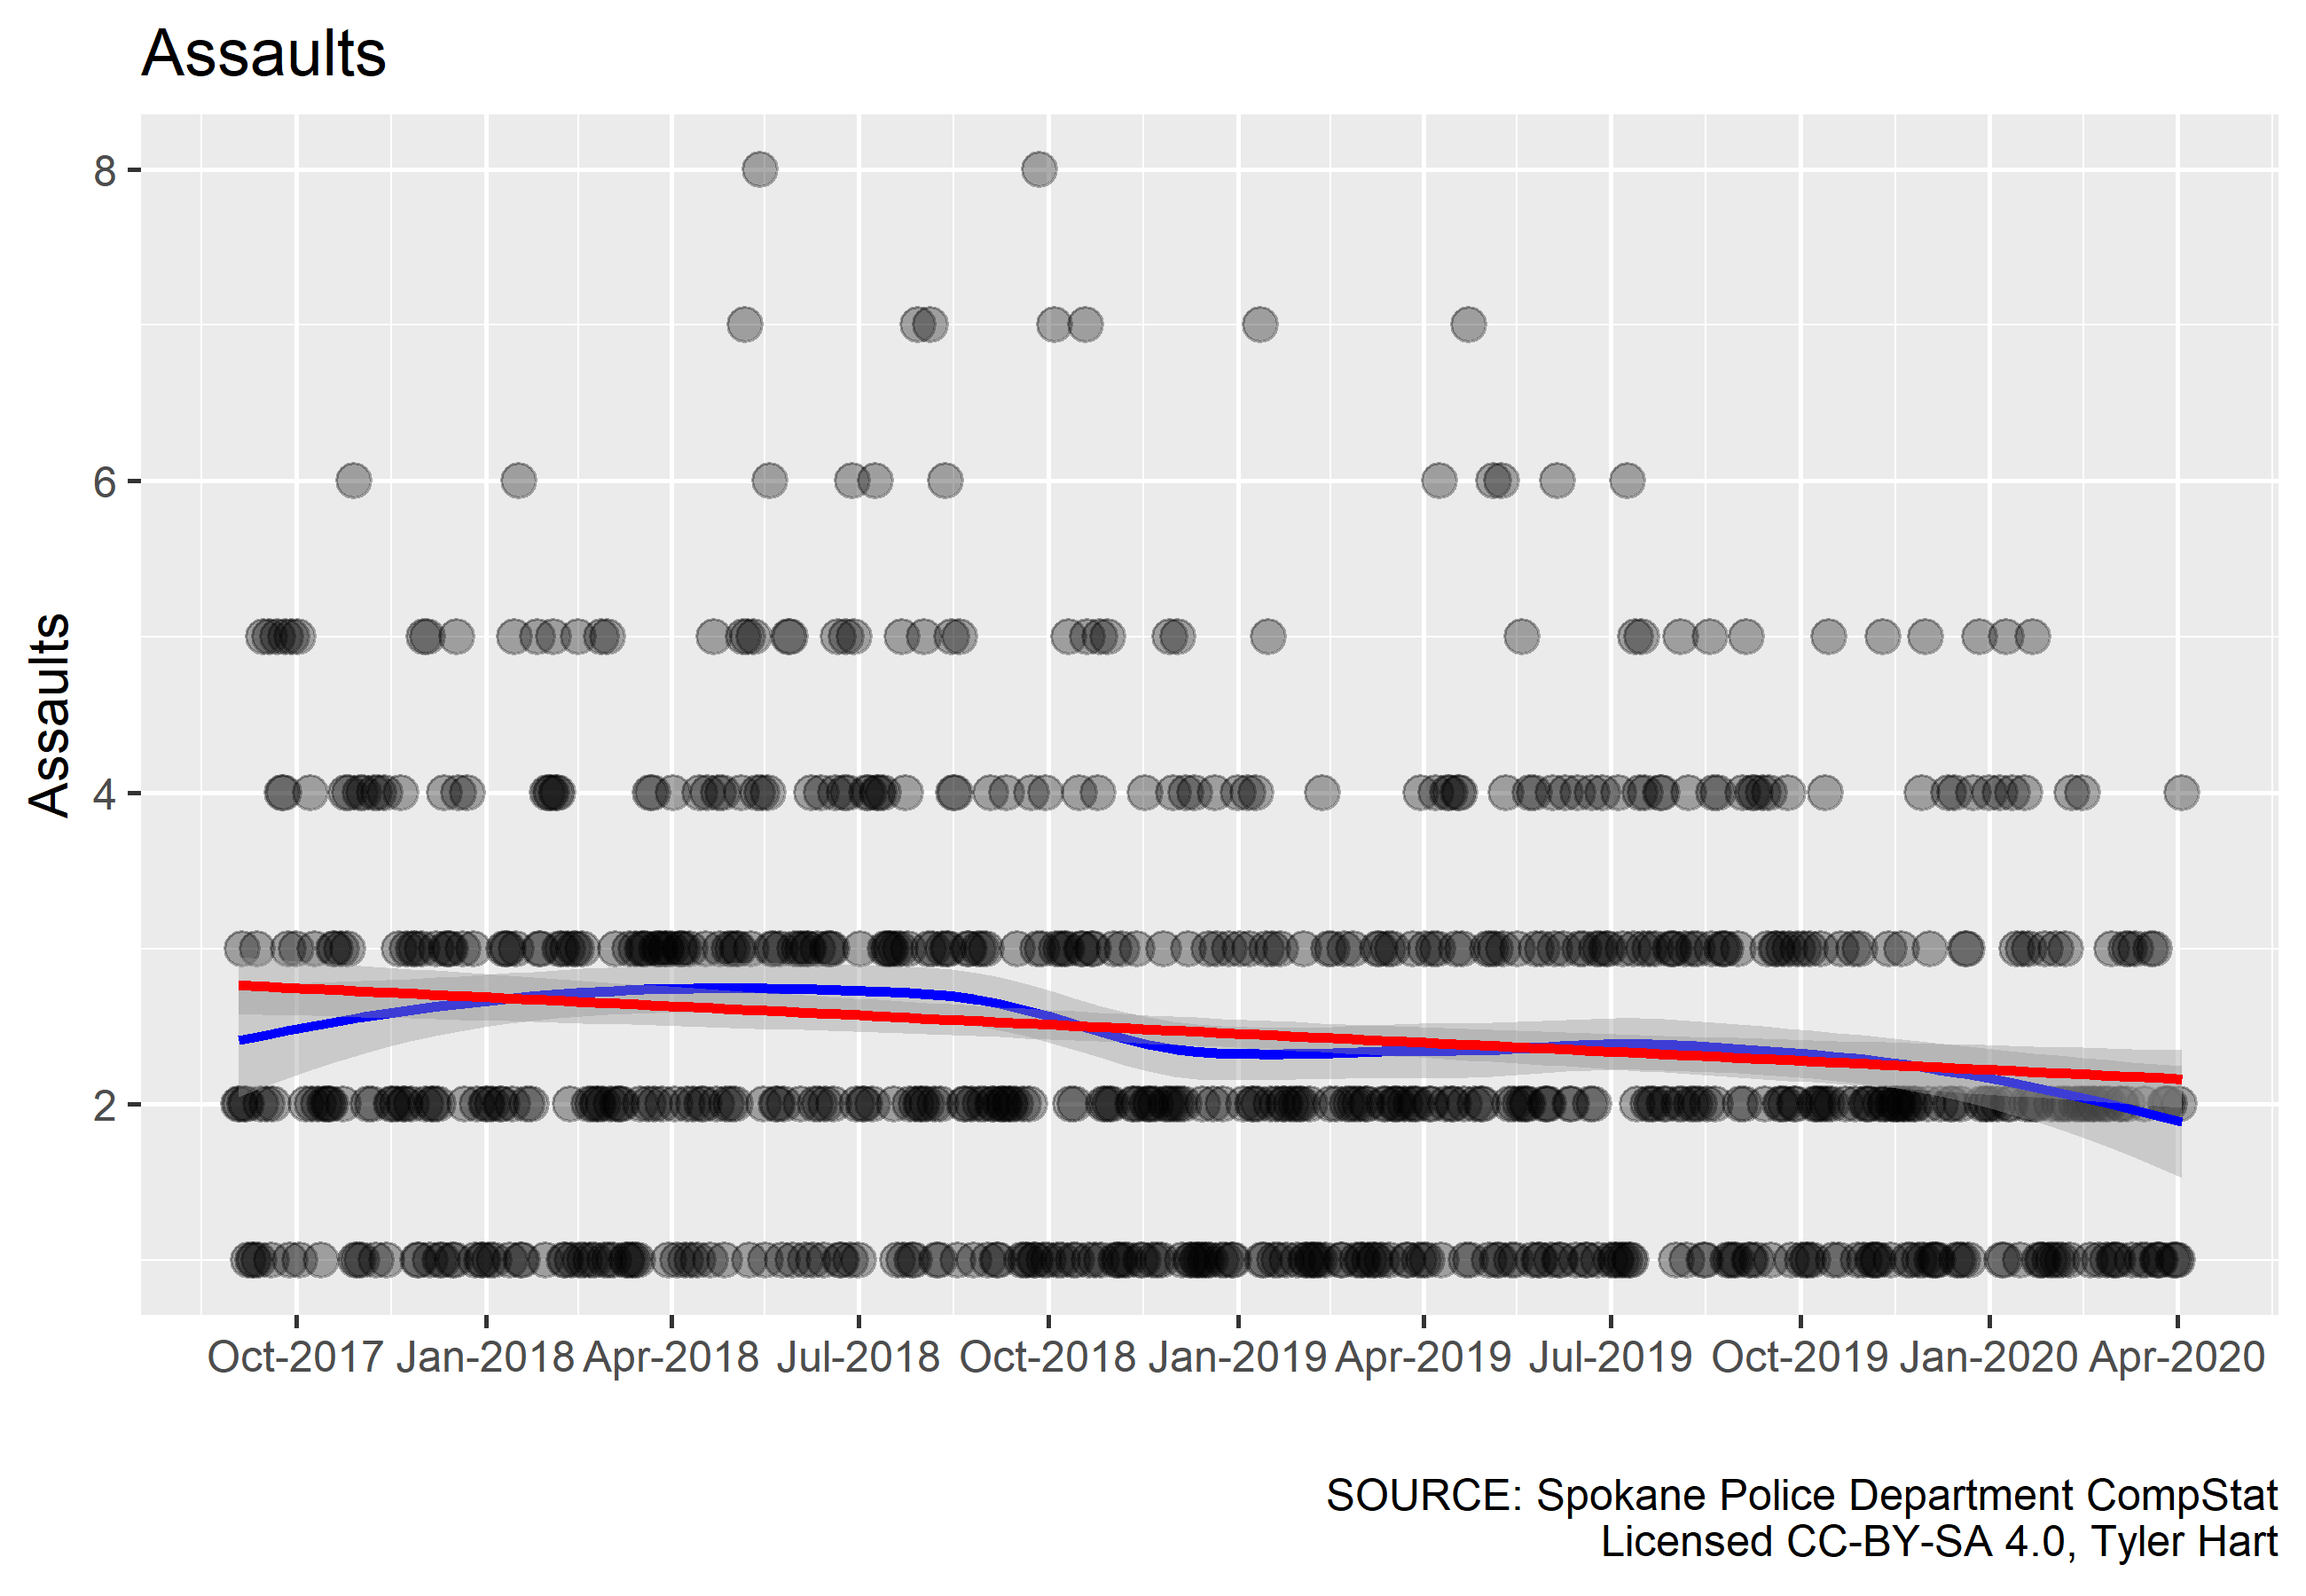 Assaults
Assaults
8
6
4
2
Oct-2017 Jan-2018 Apr-2018 Jul-2018 Oct-2018 Jan-2019 Apr-2019 Jul-2019 Oct-2019 Jan-2020 Apr-2020
SOURCE: Spokane Police Department CompStat
Licensed CC-BY-SA 4.0, Tyler Hart